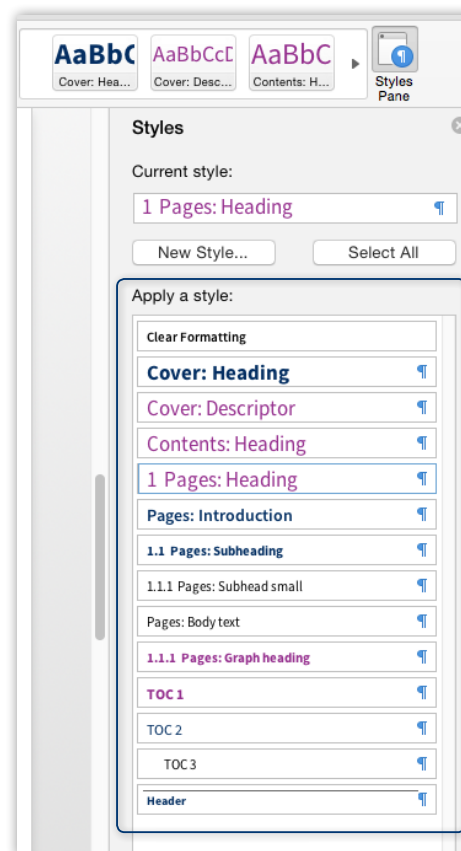 AaBbC AaBbCcD AaBbC
Cover: Hea... Cover: Desc... Contents: H...
Styles
Pane
Styles
Current style:
1 Pages: Heading ¶
New Style... Select All
Apply a style:
Clear Formatting
Cover: Heading ¶
Cover: Descriptor ¶
Contents: Heading ¶
1 Pages: Heading ¶
Pages: Introduction ¶
1.1 Pages: Subheading ¶
1.1.1 Pages: Subhead small ¶
Pages: Body text ¶
1.1.1 Pages: Graph heading ¶
TOC 1 ¶
TOC 2 ¶
TOC 3 ¶
Header ¶